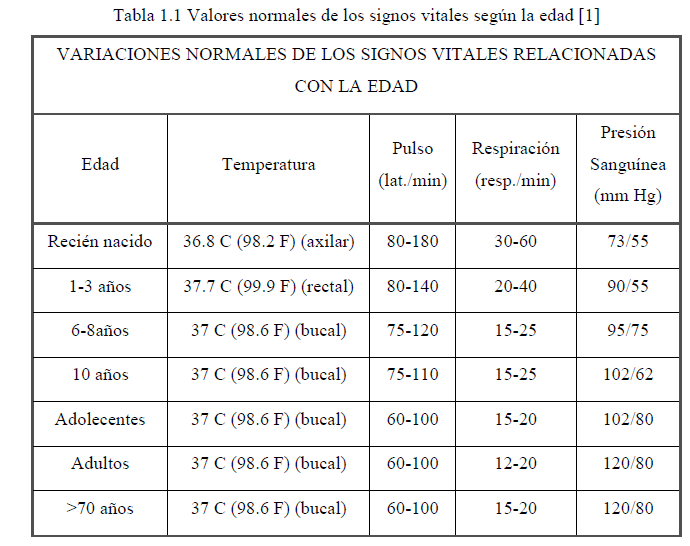 Tabla 1.1 Valores normales de los signos vitales según la edad [1]
VARIACIONES NORMALES DE LOS SIGNOS VITALES RELACIONADAS
CON LA EDAD
Edad Temperatura Pulso (lat./min) Respiración (resp./min) Presión Sanguínea (mm Hg)
Recién nacido 36.8 C (98.2 F) (axilar) 80-180 30-60 73/55
1-3 años 37.7 C (99.9 F) (rectal) 80-140 20-40 90/55
6-8años 37 C (98.6 F) (bucal) 75-120 15-25 95/75
10 años 37 C (98.6 F) (bucal) 75-110 15-25 102/62
Adolecentes 37 C (98.6 F) (bucal) 60-100 15-20 102/80
Adultos 37 C (98.6 F) (bucal) 60-100 12-20 120/80
>70 años 37 C (98.6 F) (bucal) 60-100 15-20 120/80